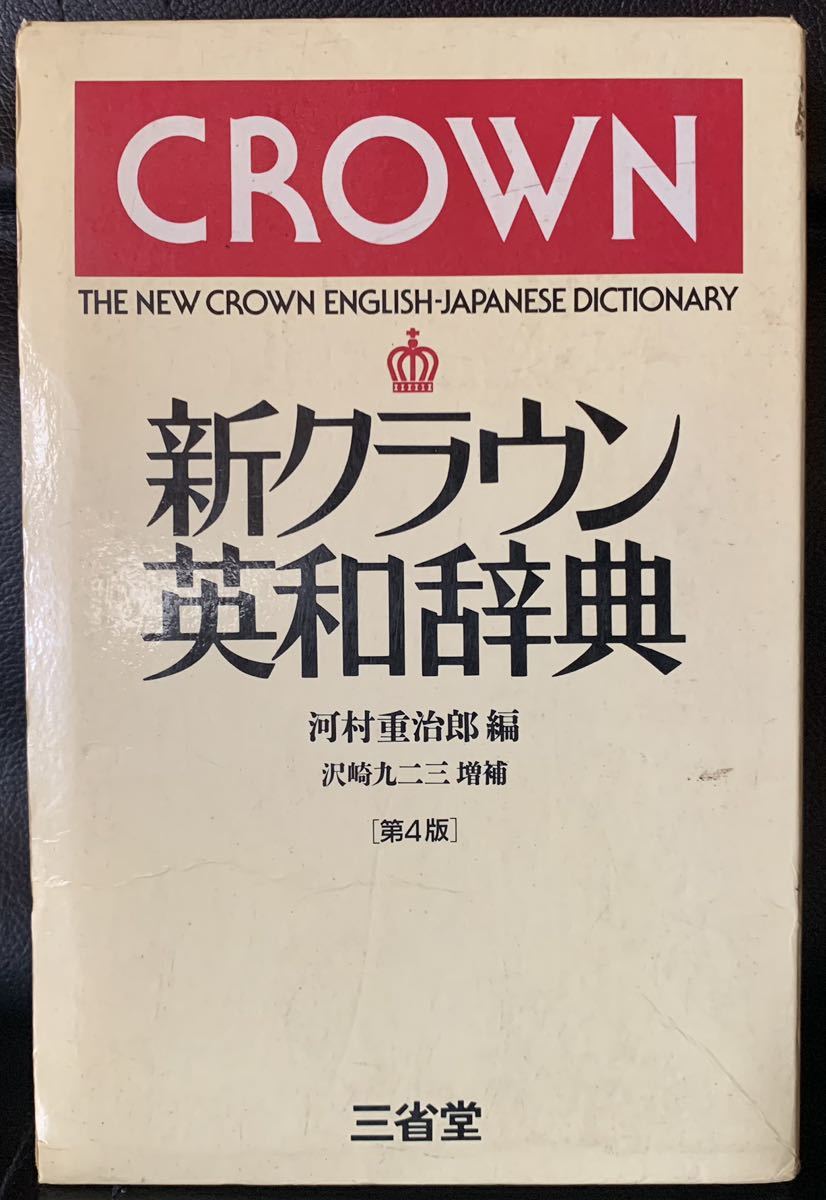 CROWN
THE NEW CROWN ENGLISH-JAPANESE DICTIONARY
新クラウン
英和辞典
河村重治郎 編
沢崎九二三 増補
[第4版]
三省堂